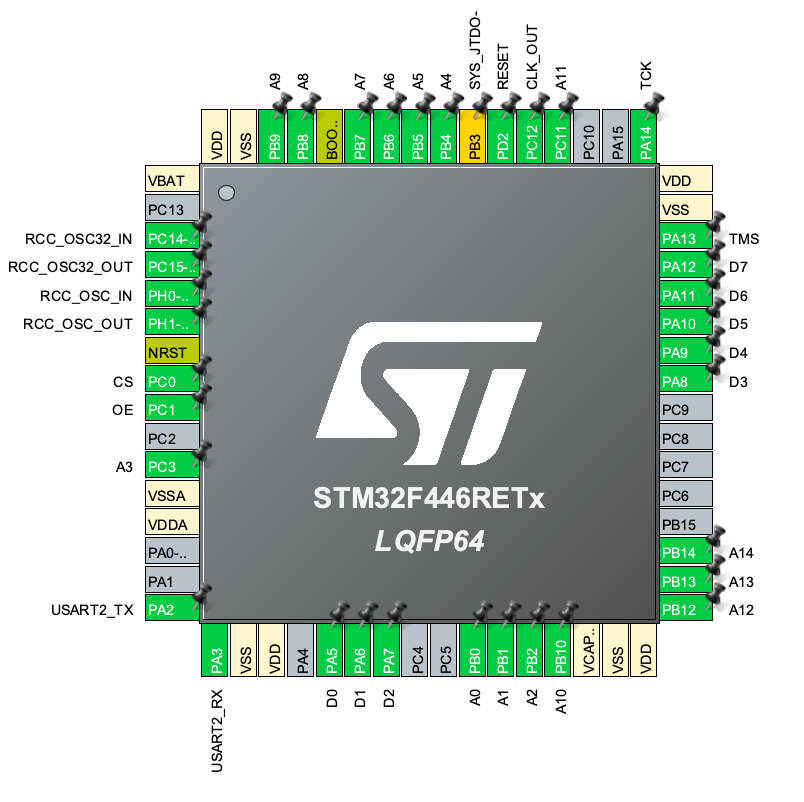 A9
A8
A7
A6
A5
A4
SYS_JTDO-
RESET
CLK_OUT
A11
TCK
VDD
VSS
PB9
PB8
BOO..
PB7
PB6
PB5
PB4
PB3
PD2
PC12
PC11
PC10
PA15
PA14
VBAT
PC13
RCC_OSC32_IN PC14-..
RCC_OSC32_OUT PC15-..
RCC_OSC_IN PH0-..
RCC_OSC_OUT PH1-..
NRST
CS PC0
OE PC1
PC2
A3 PC3
VSSA
VDDA
PA0-..
PA1
USART2_TX PA2
ST
STM32F446RETx
LQFP64
VDD
VSS
PA13 TMS
PA12 D7
PA11 D6
PA10 D5
PA9 D4
PA8 D3
PC9
PC8
PC7
PC6
PB15
PB14 A14
PB13 A13
PB12 A12
PA3
VSS
VDD
PA4
PA5
PA6
PA7
PC4
PC5
PB0
PB1
PB2
PB10
VCAP..
VSS
VDD
USART2_RX
D0
D1
D2
A0
A1
A2
A10